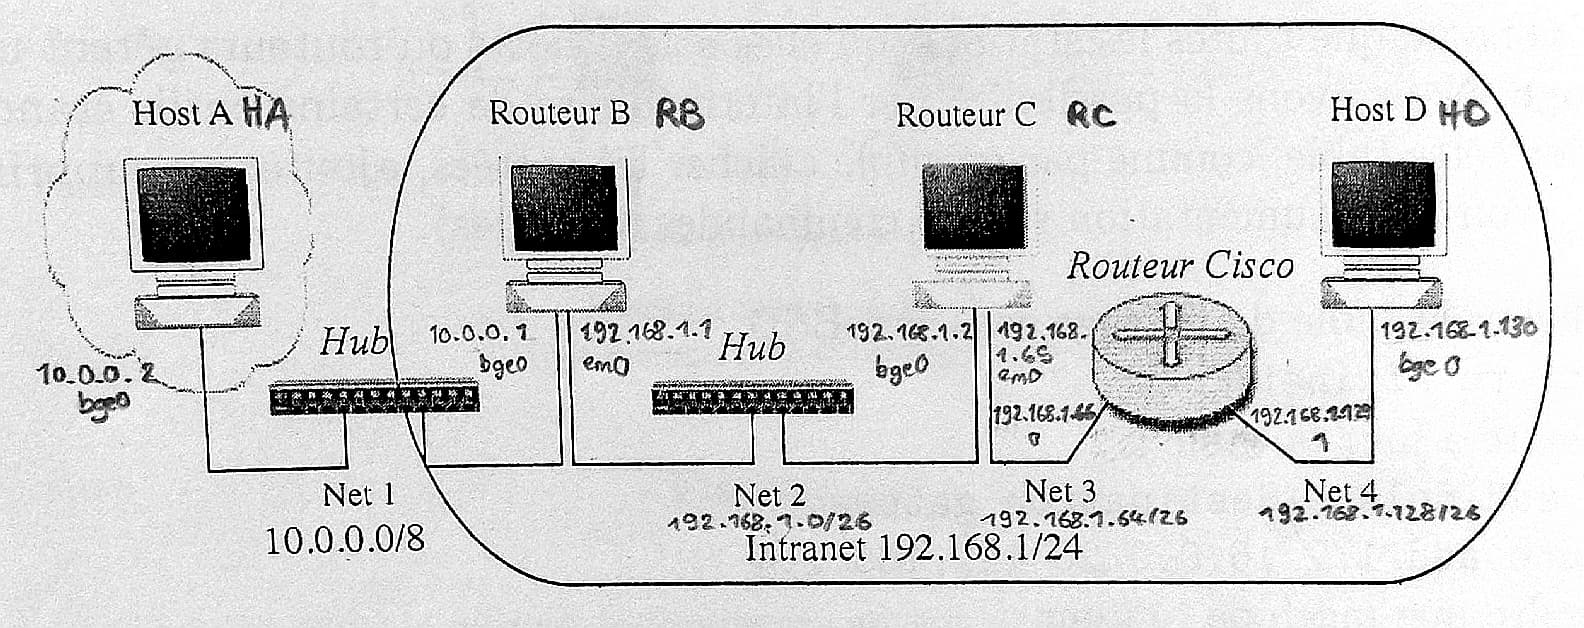 Host A HA
Routeur B RB
Routeur C RC
Host D HD
Routeur Cisco
Hub
10.0.0.1
bge0
192.168.1.1
em0
Hub
192.168.1.2
bge0
192.168.
1.65
em0
192.168.1.130
bge0
10.0.0.2
bge0
192.168.1.66
0
192.168.1.129
1
Net 1
10.0.0.0/8
Net 2
192.168.1.0/26
Net 3
192.168.1.64/26
Net 4
192.168.1.128/26
Intranet 192.168.1/24